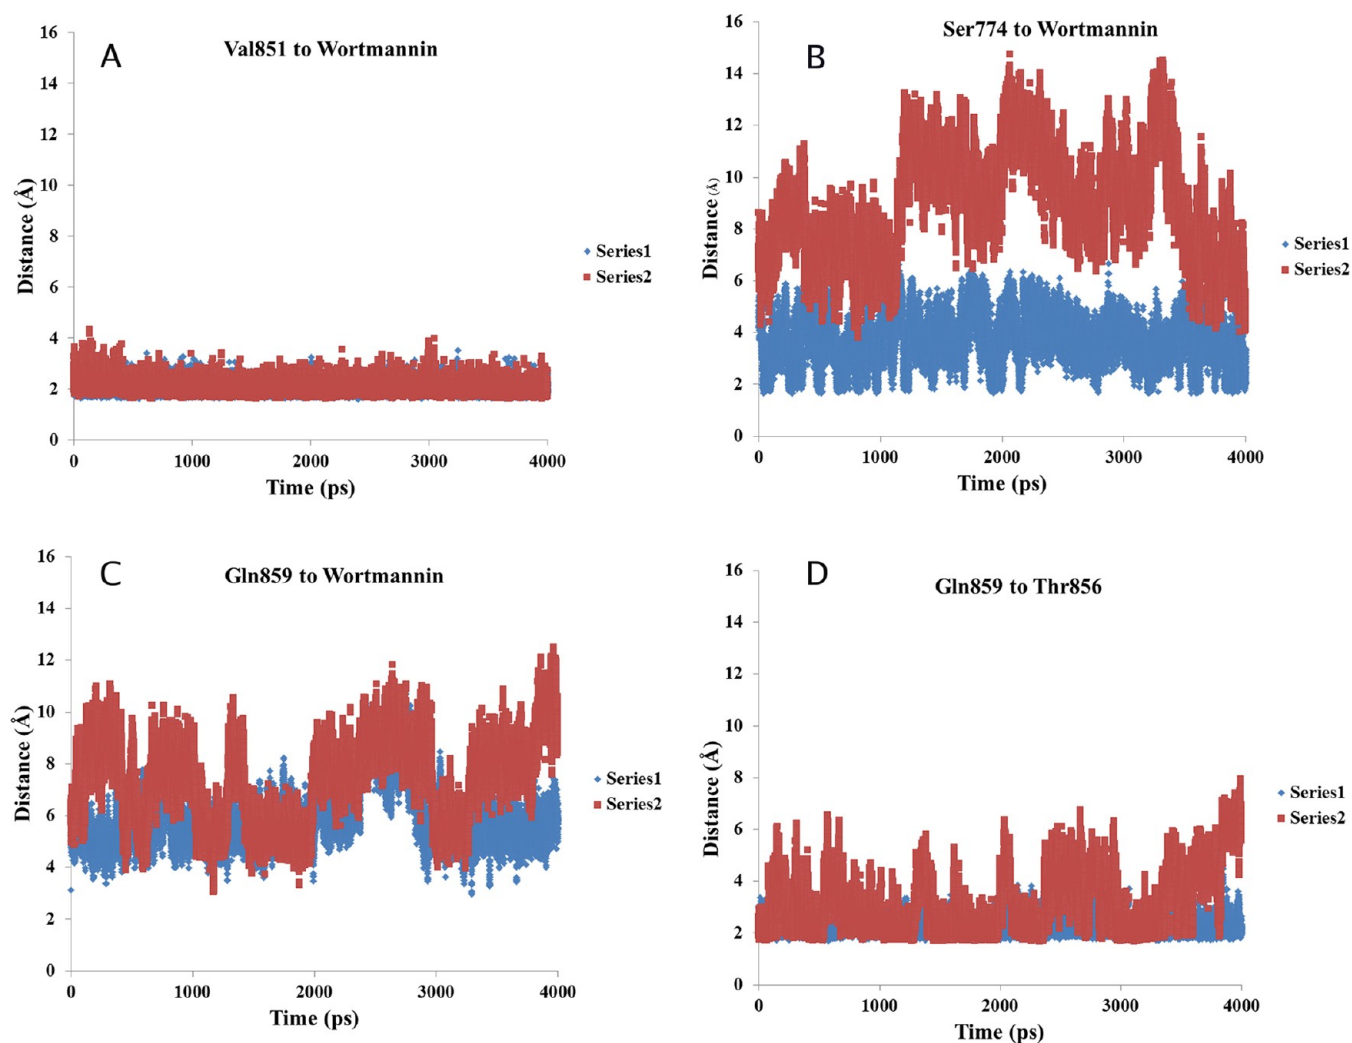 A
Val851 to Wortmannin
16
14
12
10
8
6
4
2
0
Distance (Å)
0 1000 2000 3000 4000
Time (ps)
Series1
Series2
B
Ser774 to Wortmannin
16
14
12
10
8
6
4
2
0
Distance (Å)
0 1000 2000 3000 4000
Time (ps)
Series1
Series2
C
Gln859 to Wortmannin
16
14
12
10
8
6
4
2
0
Distance (Å)
0 1000 2000 3000 4000
Time (ps)
Series1
Series2
D
Gln859 to Thr856
16
14
12
10
8
6
4
2
0
Distance (Å)
0 1000 2000 3000 4000
Time (ps)
Series1
Series2